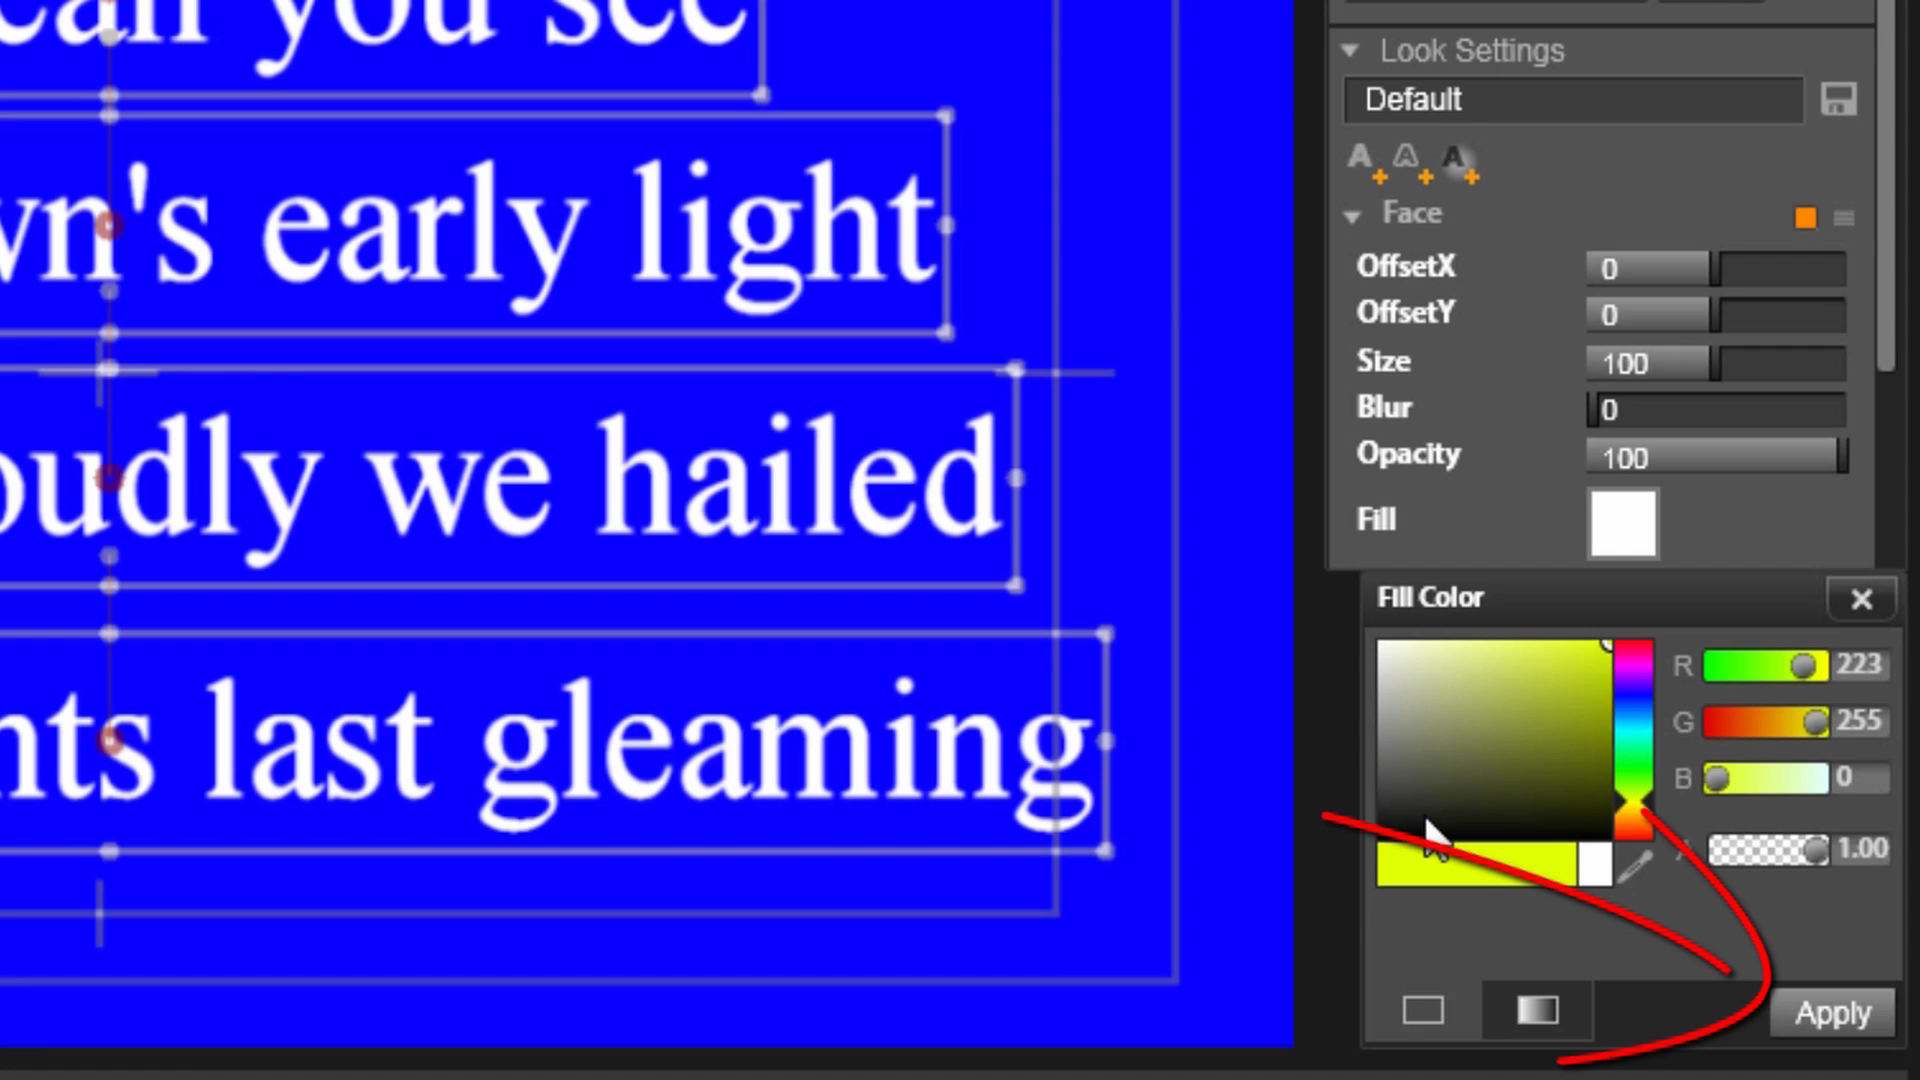 can you see
wn's early light
oudly we hailed
nts last gleaming
Look Settings
Default
A A A
Face
OffsetX 0
OffsetY 0
Size 100
Blur 0
Opacity 100
Fill
Fill Color
R 223
G 255
B 0
A 1.00
Apply